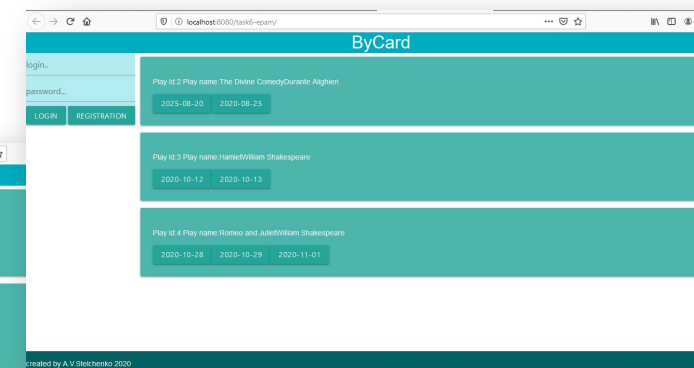 localhost:8080/task6-epam/
ByCard
login..
password...
LOGIN REGISTRATION
Play Id:2 Play name:The Divine ComedyDurante Alighieri
2025-08-20 2020-08-25
Play Id:3 Play name:HamletWilliam Shakespeare
2020-10-12 2020-10-13
Play Id:4 Play name:Romeo and JulietWilliam Shakespeare
2020-10-28 2020-10-29 2020-11-01
created by A.V.Stelchenko 2020